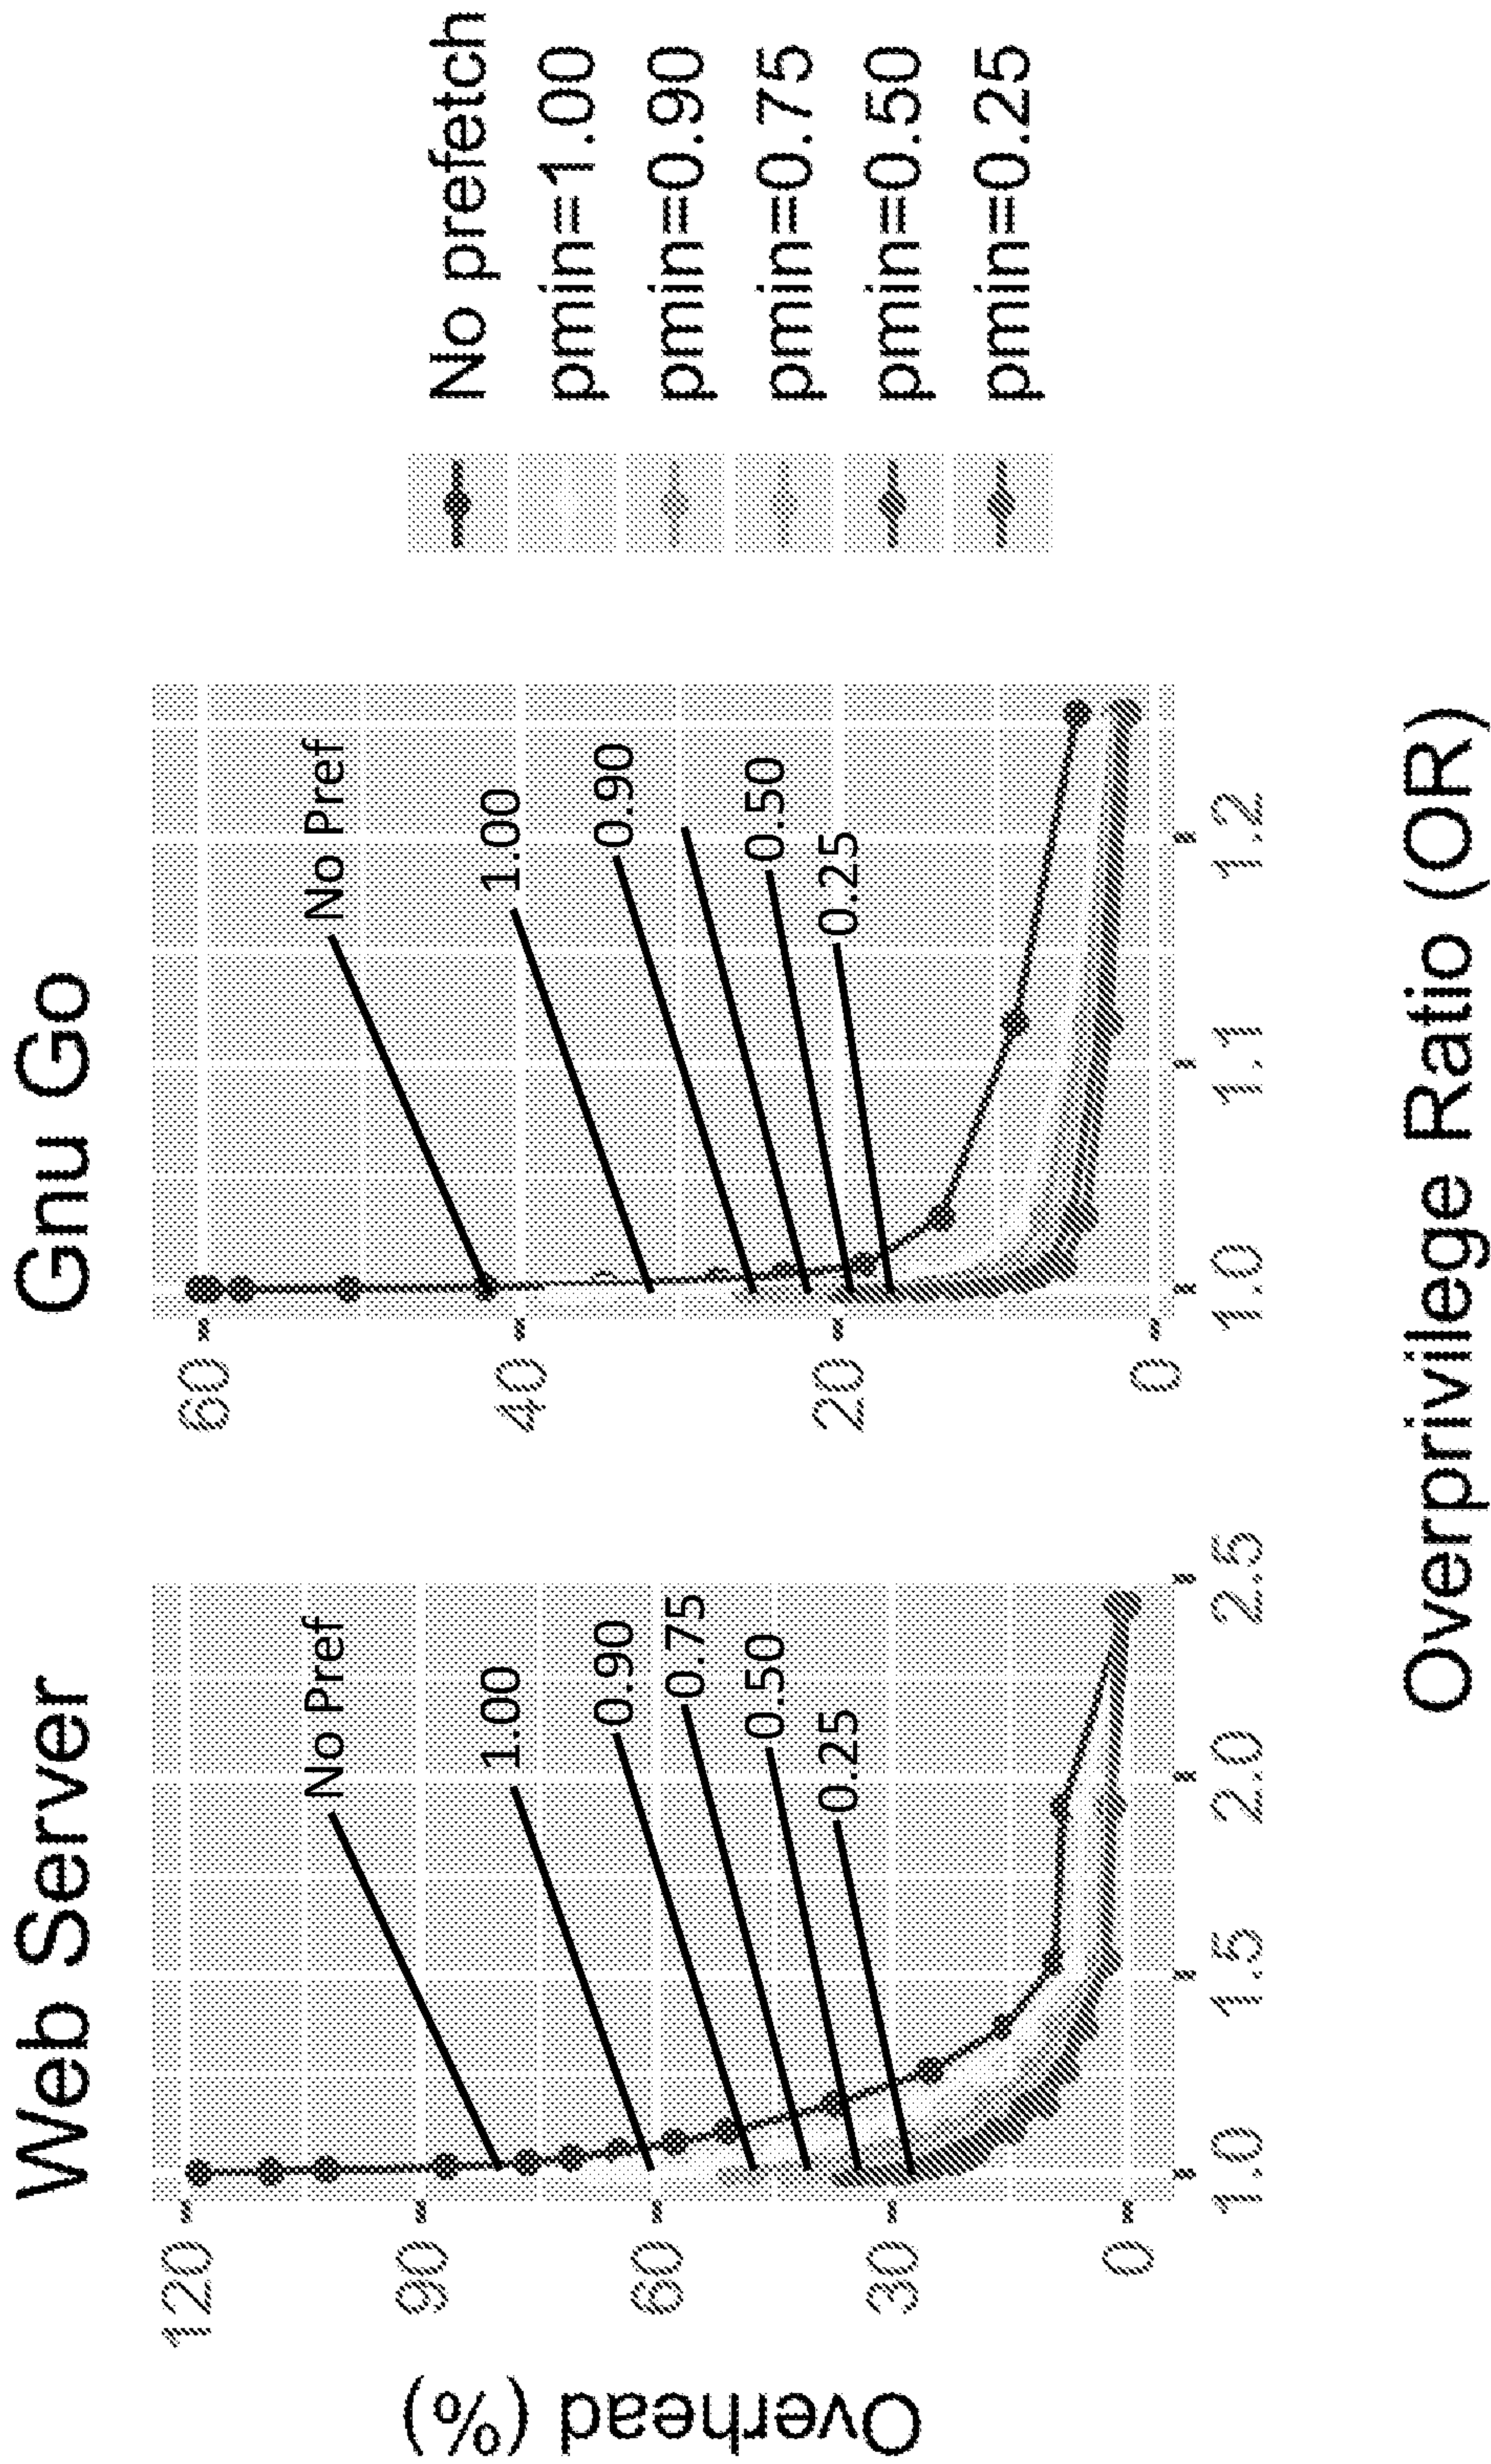 Web Server
Gnu Go
Overhead (%)
120
90
60
30
0
1.0
1.5
2.0
2.5
No Pref
1.00
0.90
0.75
0.50
0.25
60
40
20
0
1.0
1.1
1.2
No Pref
1.00
0.90
0.50
0.25
No prefetch
pmin=1.00
pmin=0.90
pmin=0.75
pmin=0.50
pmin=0.25
Overprivilege Ratio (OR)